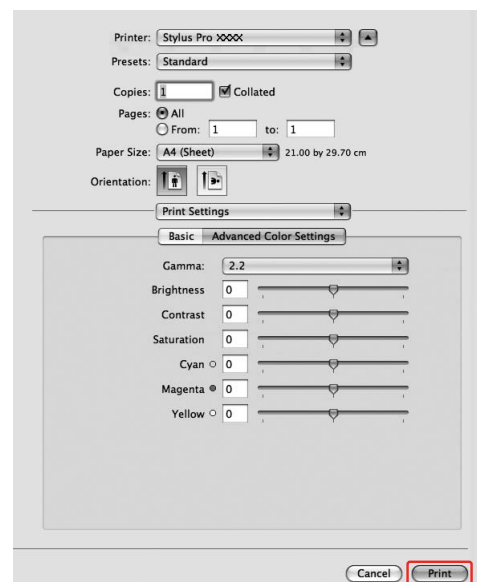 Printer: Stylus Pro XXXX
Presets: Standard
Copies: 1 Collated
Pages: All
From: 1 to: 1
Paper Size: A4 (Sheet) 21.00 by 29.70 cm
Orientation:
Print Settings
Basic Advanced Color Settings
Gamma: 2.2
Brightness 0
Contrast 0
Saturation 0
Cyan 0
Magenta 0
Yellow 0
Cancel Print